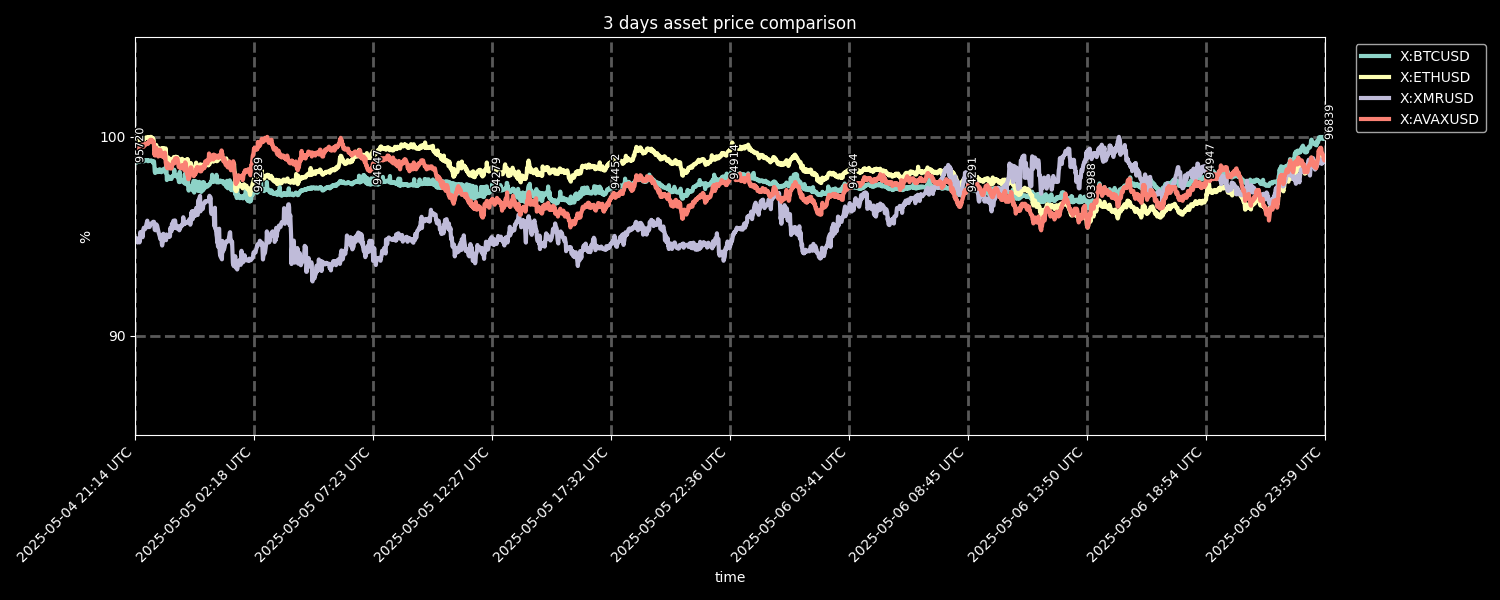 3 days asset price comparison
X:BTCUSD
X:ETHUSD
X:XMRUSD
X:AVAXUSD
100
90
%
95720
94289
94647
94279
94452
94914
94464
94291
93988
94947
96839
2025-05-04 21:14 UTC
2025-05-05 02:18 UTC
2025-05-05 07:23 UTC
2025-05-05 12:27 UTC
2025-05-05 17:32 UTC
2025-05-05 22:36 UTC
2025-05-06 03:41 UTC
2025-05-06 08:45 UTC
2025-05-06 13:50 UTC
2025-05-06 18:54 UTC
2025-05-06 23:59 UTC
time